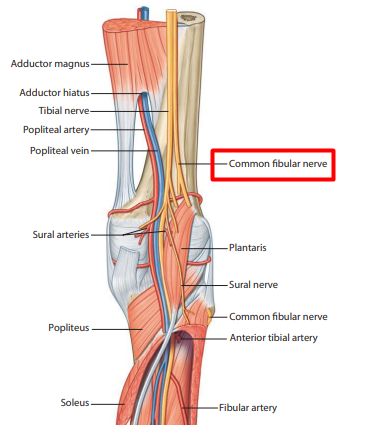 Adductor magnus
Adductor hiatus
Tibial nerve
Popliteal artery
Popliteal vein
Common fibular nerve
Sural arteries
Plantaris
Sural nerve
Popliteus
Common fibular nerve
Anterior tibial artery
Soleus
Fibular artery